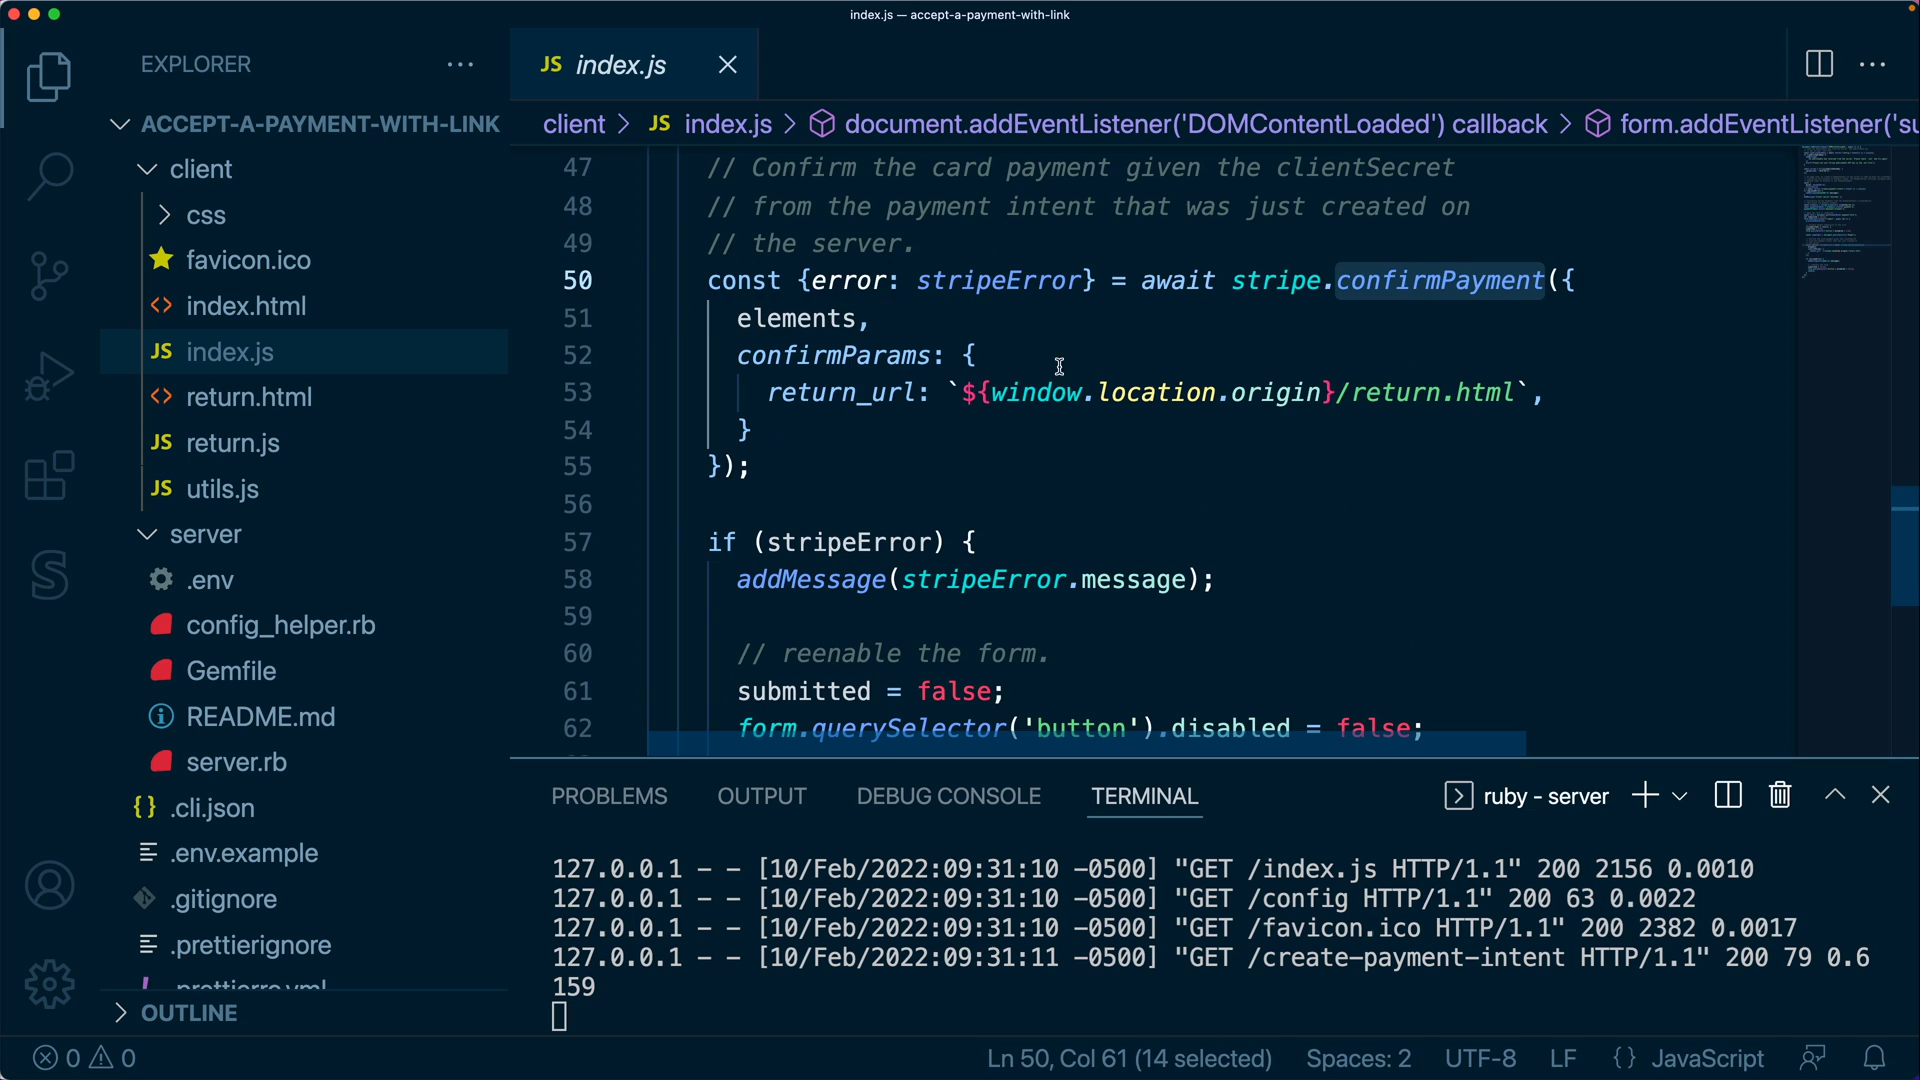 index.js — accept-a-payment-with-link
EXPLORER
JS index.js
ACCEPT-A-PAYMENT-WITH-LINK
client > JS index.js > document.addEventListener('DOMContentLoaded') callback > form.addEventListener('su
client
css
favicon.ico
index.html
JS index.js
return.html
JS return.js
JS utils.js
server
.env
config_helper.rb
Gemfile
README.md
server.rb
{} .cli.json
.env.example
.gitignore
.prettierignore
OUTLINE
47 // Confirm the card payment given the clientSecret
48 // from the payment intent that was just created on
49 // the server.
50 const {error: stripeError} = await stripe.confirmPayment({
51 elements,
52 confirmParams: {
53 return_url: `${window.location.origin}/return.html`,
54 }
55 });
56
57 if (stripeError) {
58 addMessage(stripeError.message);
59
60 // reenable the form.
61 submitted = false;
62 form.querySelector('button').disabled = false;
PROBLEMS OUTPUT DEBUG CONSOLE TERMINAL ruby - server
127.0.0.1 - - [10/Feb/2022:09:31:10 -0500] "GET /index.js HTTP/1.1" 200 2156 0.0010
127.0.0.1 - - [10/Feb/2022:09:31:10 -0500] "GET /config HTTP/1.1" 200 63 0.0022
127.0.0.1 - - [10/Feb/2022:09:31:10 -0500] "GET /favicon.ico HTTP/1.1" 200 2382 0.0017
127.0.0.1 - - [10/Feb/2022:09:31:11 -0500] "GET /create-payment-intent HTTP/1.1" 200 79 0.6
159
0 0 Ln 50, Col 61 (14 selected) Spaces: 2 UTF-8 LF {} JavaScript